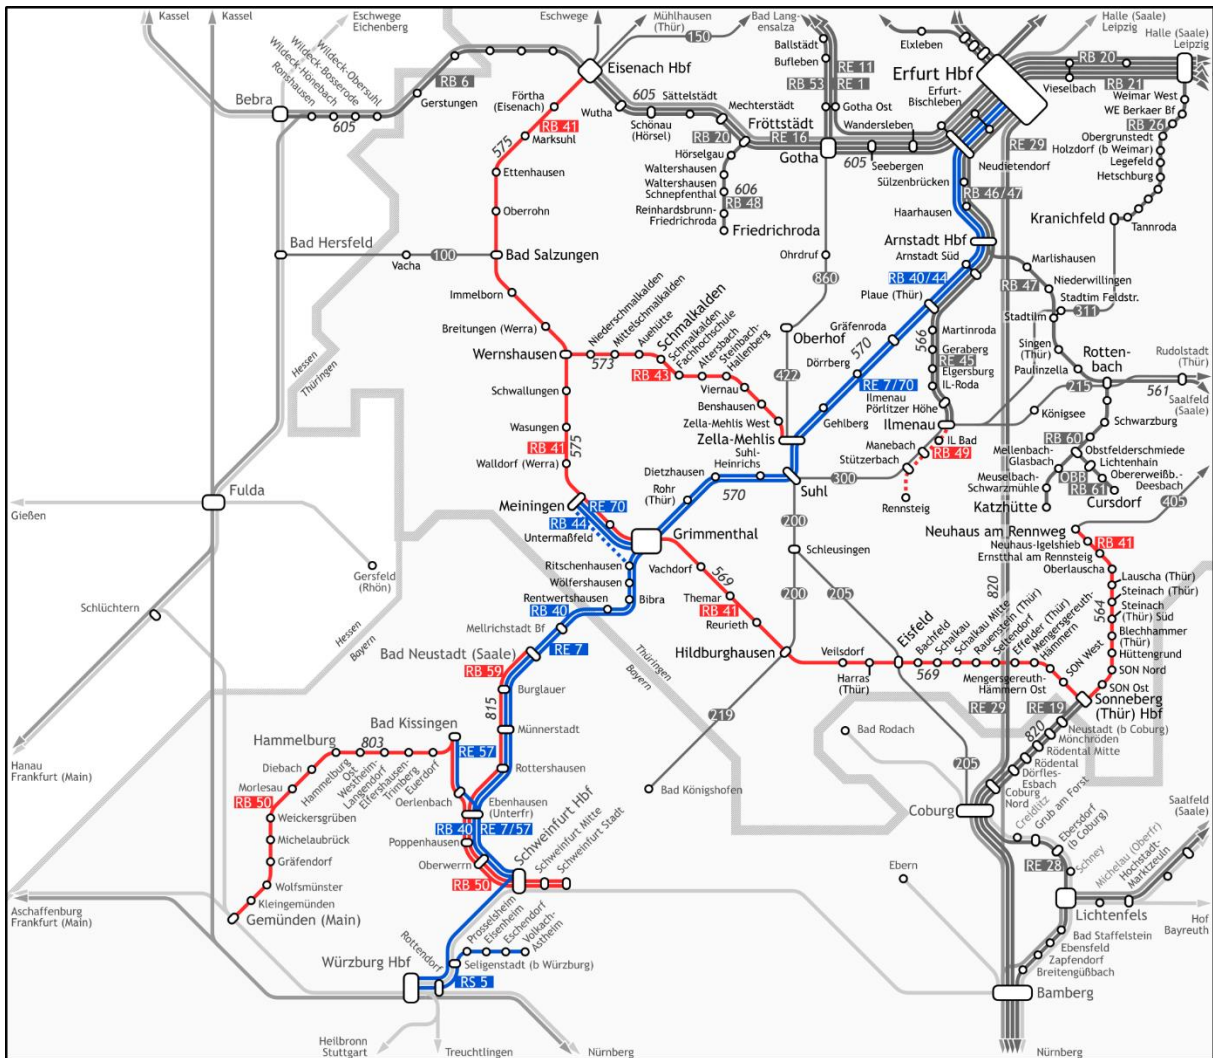 Kassel
Kassel
Eschwege
Eichenberg
Eschwege
Mühlhausen
(Thür)
150
Bad Lan-
gensalza
Elxleben
Halle (Saale)
Leipzig
Halle (Saale)
Leipzig
Wildeck-Obersuhl
Wildeck-Bosserode
Wildeck-Hönebach
Ronshausen
Bebra
605
RB 6
Gerstungen
Eisenach Hbf
Förtha
(Eisenach)
RB 41
Marksuhl
575
Wutha
605
Schönau
(Hörsel)
Sättelstädt
Mechterstädt
Fröttstädt
RB 20
RE 16
Ballstädt
Bufleben
RE 11
RB 53
RE 1
Gotha Ost
Gotha
605
Wandersleben
Seebergen
Erfurt Hbf
Erfurt-
Bischleben
RB 20
RB 21
Vieselbach
Weimar West
WE Berkaer Bf
RB 26
Obergrunstedt
Holzdorf (b Weimar)
Legefeld
Hetschburg
Kranichfeld
Tannroda
RE 29
Neudietendorf
Sülzenbrücken
RB 46/47
Haarhausen
Arnstadt Hbf
Arnstadt Süd
RB 40/44
Plaue (Thür)
Hörselgau
Waltershausen
Waltershausen
Schnepfenthal
606
RB 48
Reinhardsbrunn-
Friedrichroda
Friedrichroda
Ettenhausen
Oberrohn
Bad Hersfeld
Vacha
100
Bad Salzungen
Ohrdruf
860
Oberhof
422
Marlishausen
RB 47
Niederwillingen
Stadtilm Feldstr.
311
Stadtilm
Singen
(Thür)
Paulinzella
Rotten-
bach
Rudolstadt
(Thür)
215
561
Saalfeld
(Saale)
Königsee
Schwarzburg
RB 60
Mellenbach-
Glasbach
Obstfelderschmiede
Lichtenhain
Obererweißb.-
Deesbach
OBB
RB 61
Meuselbach-
Schwarzmühle
Katzhütte
Cursdorf
405
Immelborn
Breitungen (Werra)
Wernshausen
Niederschmalkalden
Mittelschmalkalden
Auehütte
Schmalkalden
Schmalkalden
Fachhochschule
Altersbach
Steinbach-
Hallenberg
573
RB 43
Viernau
Benshausen
Zella-Mehlis West
Zella-Mehlis
Gräfenroda
570
Dörrberg
RE 7/70
Gehlberg
Martinroda
566
Geraberg
RE 45
Elgersburg
IL-Roda
Ilmenau
Pörlitzer Höhe
Ilmenau
IL Bad
Manebach
RB 49
Stützerbach
Rennsteig
300
Hessen
Thüringen
Schwallungen
Wasungen
RB 41
575
Walldorf (Werra)
Meiningen
RE 70
RB 44
Untermaßfeld
Suhl-
Heinrichs
Dietzhausen
Rohr
(Thür)
570
Suhl
200
Grimmenthal
Fulda
Gießen
Gersfeld
(Rhön)
Schlüchtern
Hessen
Bayern
Ritschenhausen
Wölfershausen
Rentwertshausen
Bibra
RB 40
Mellrichstadt Bf
Vachdorf
569
Themar
RB 41
Reurieth
Hildburghausen
Schleusingen
200
205
Neuhaus am Rennweg
Neuhaus-Igelshieb
Ernstthal am Rennsteig
Oberlauscha
RB 41
Lauscha (Thür)
Steinach (Thür)
Steinach
(Thür) Süd
564
Blechhammer
(Thür)
Hüttengrund
SON Nord
SON Ost
SON West
820
Eisfeld
Veilsdorf
Harras
(Thür)
Bachfeld
Schalkau
Schalkau Mitte
Rauenstein (Thür)
Seltendorf
Effelder (Thür)
Mengersgereuth-
Hämmern
569
Mengersgereuth-
Hämmern Ost
RE 29
RE 19
Sonneberg
(Thür) Hbf
Neustadt (b Coburg)
820
Mönchröden
Rödental Mitte
Rödental
Dörfles-
Esbach
Coburg
Nord
Thüringen
Bayern
219
Bad Rodach
205
Bad Königshofen
Coburg
Creidlitz
Grub am Forst
Ebersdorf
(b Coburg)
RE 28
Schney
Michelau (Oberfr)
Hochstadt-
Marktzeuln
Saalfeld
(Saale)
Ebern
Lichtenfels
Hof
Bayreuth
Bad Staffelstein
Ebensfeld
Zapfendorf
Breitengüßbach
Bamberg
Nürnberg
Bad Neustadt (Saale)
RE 7
RB 59
Burglauer
815
Münnerstadt
Rottershausen
Bad Kissingen
RE 57
Hammelburg
803
Diebach
Morlesau
RB 50
Hammelburg
Ost
Westheim-
Langendorf
Elfershausen-
Trimberg
Euerdorf
Oerlenbach
Ebenhausen
(Unterfr)
RB 40
RE 7/57
Poppenhausen
Oberwerrn
RB 50
Schweinfurt Hbf
Schweinfurt Mitte
Schweinfurt Stadt
Weickersgrüben
Michelaubrück
Gräfendorf
Wolfsmünster
Kleingemünden
Gemünden (Main)
Hanau
Frankfurt (Main)
Aschaffenburg
Frankfurt (Main)
Rottendorf
Prosselsheim
Eisenheim
Eschendorf
Volkach-
Astheim
Seligenstadt (b Würzburg)
Würzburg Hbf
RS 5
Heilbronn
Stuttgart
Treuchtlingen
Nürnberg